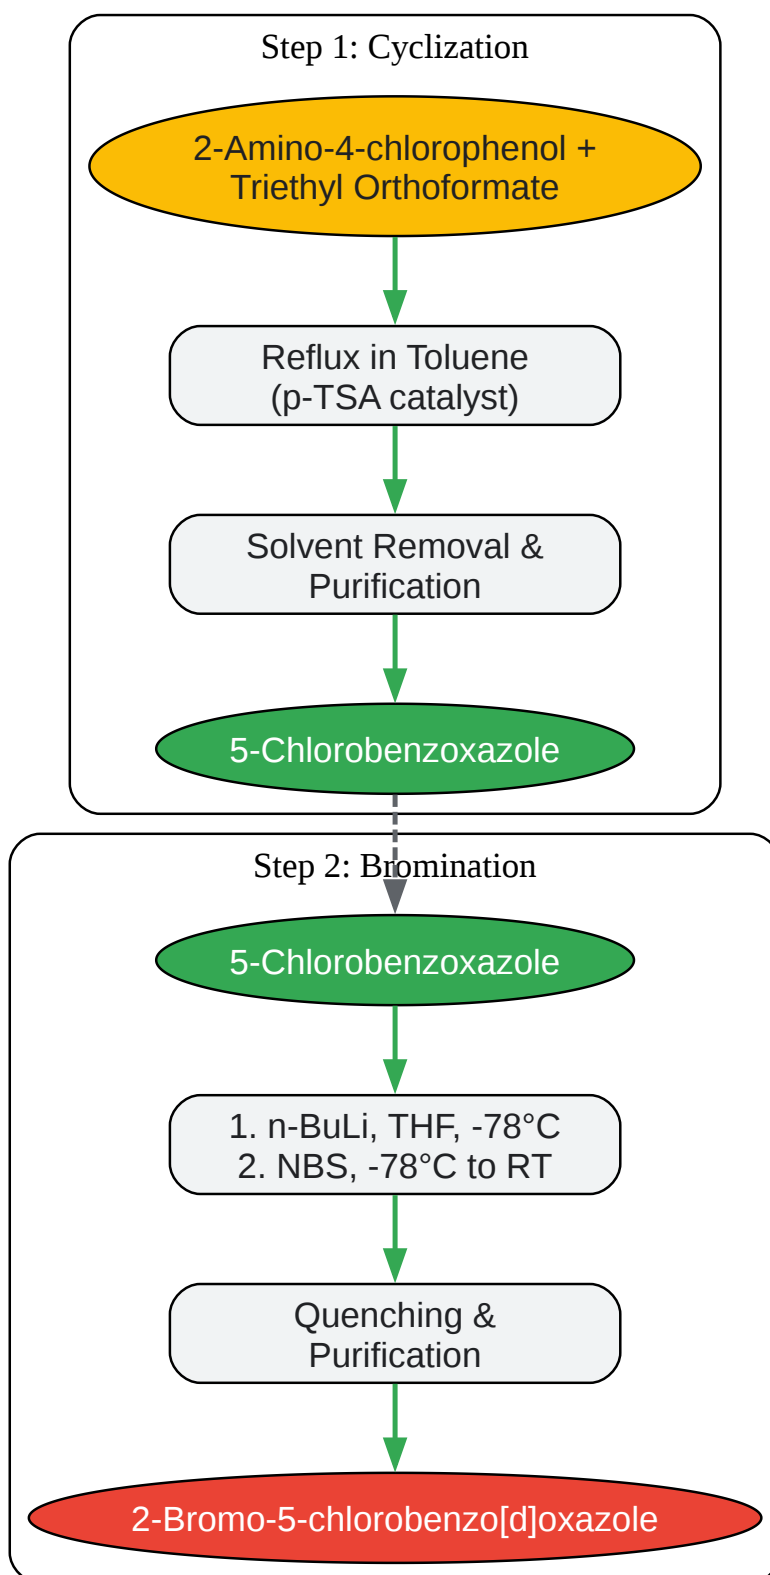 Step 1: Cyclization
2-Amino-4-chlorophenol +
Triethyl Orthoformate
Reflux in Toluene
(p-TSA catalyst)
Solvent Removal &
Purification
5-Chlorobenzoxazole
Step 2: Bromination
5-Chlorobenzoxazole
1. n-BuLi, THF, -78°C
2. NBS, -78°C to RT
Quenching &
Purification
2-Bromo-5-chlorobenzo[d]oxazole